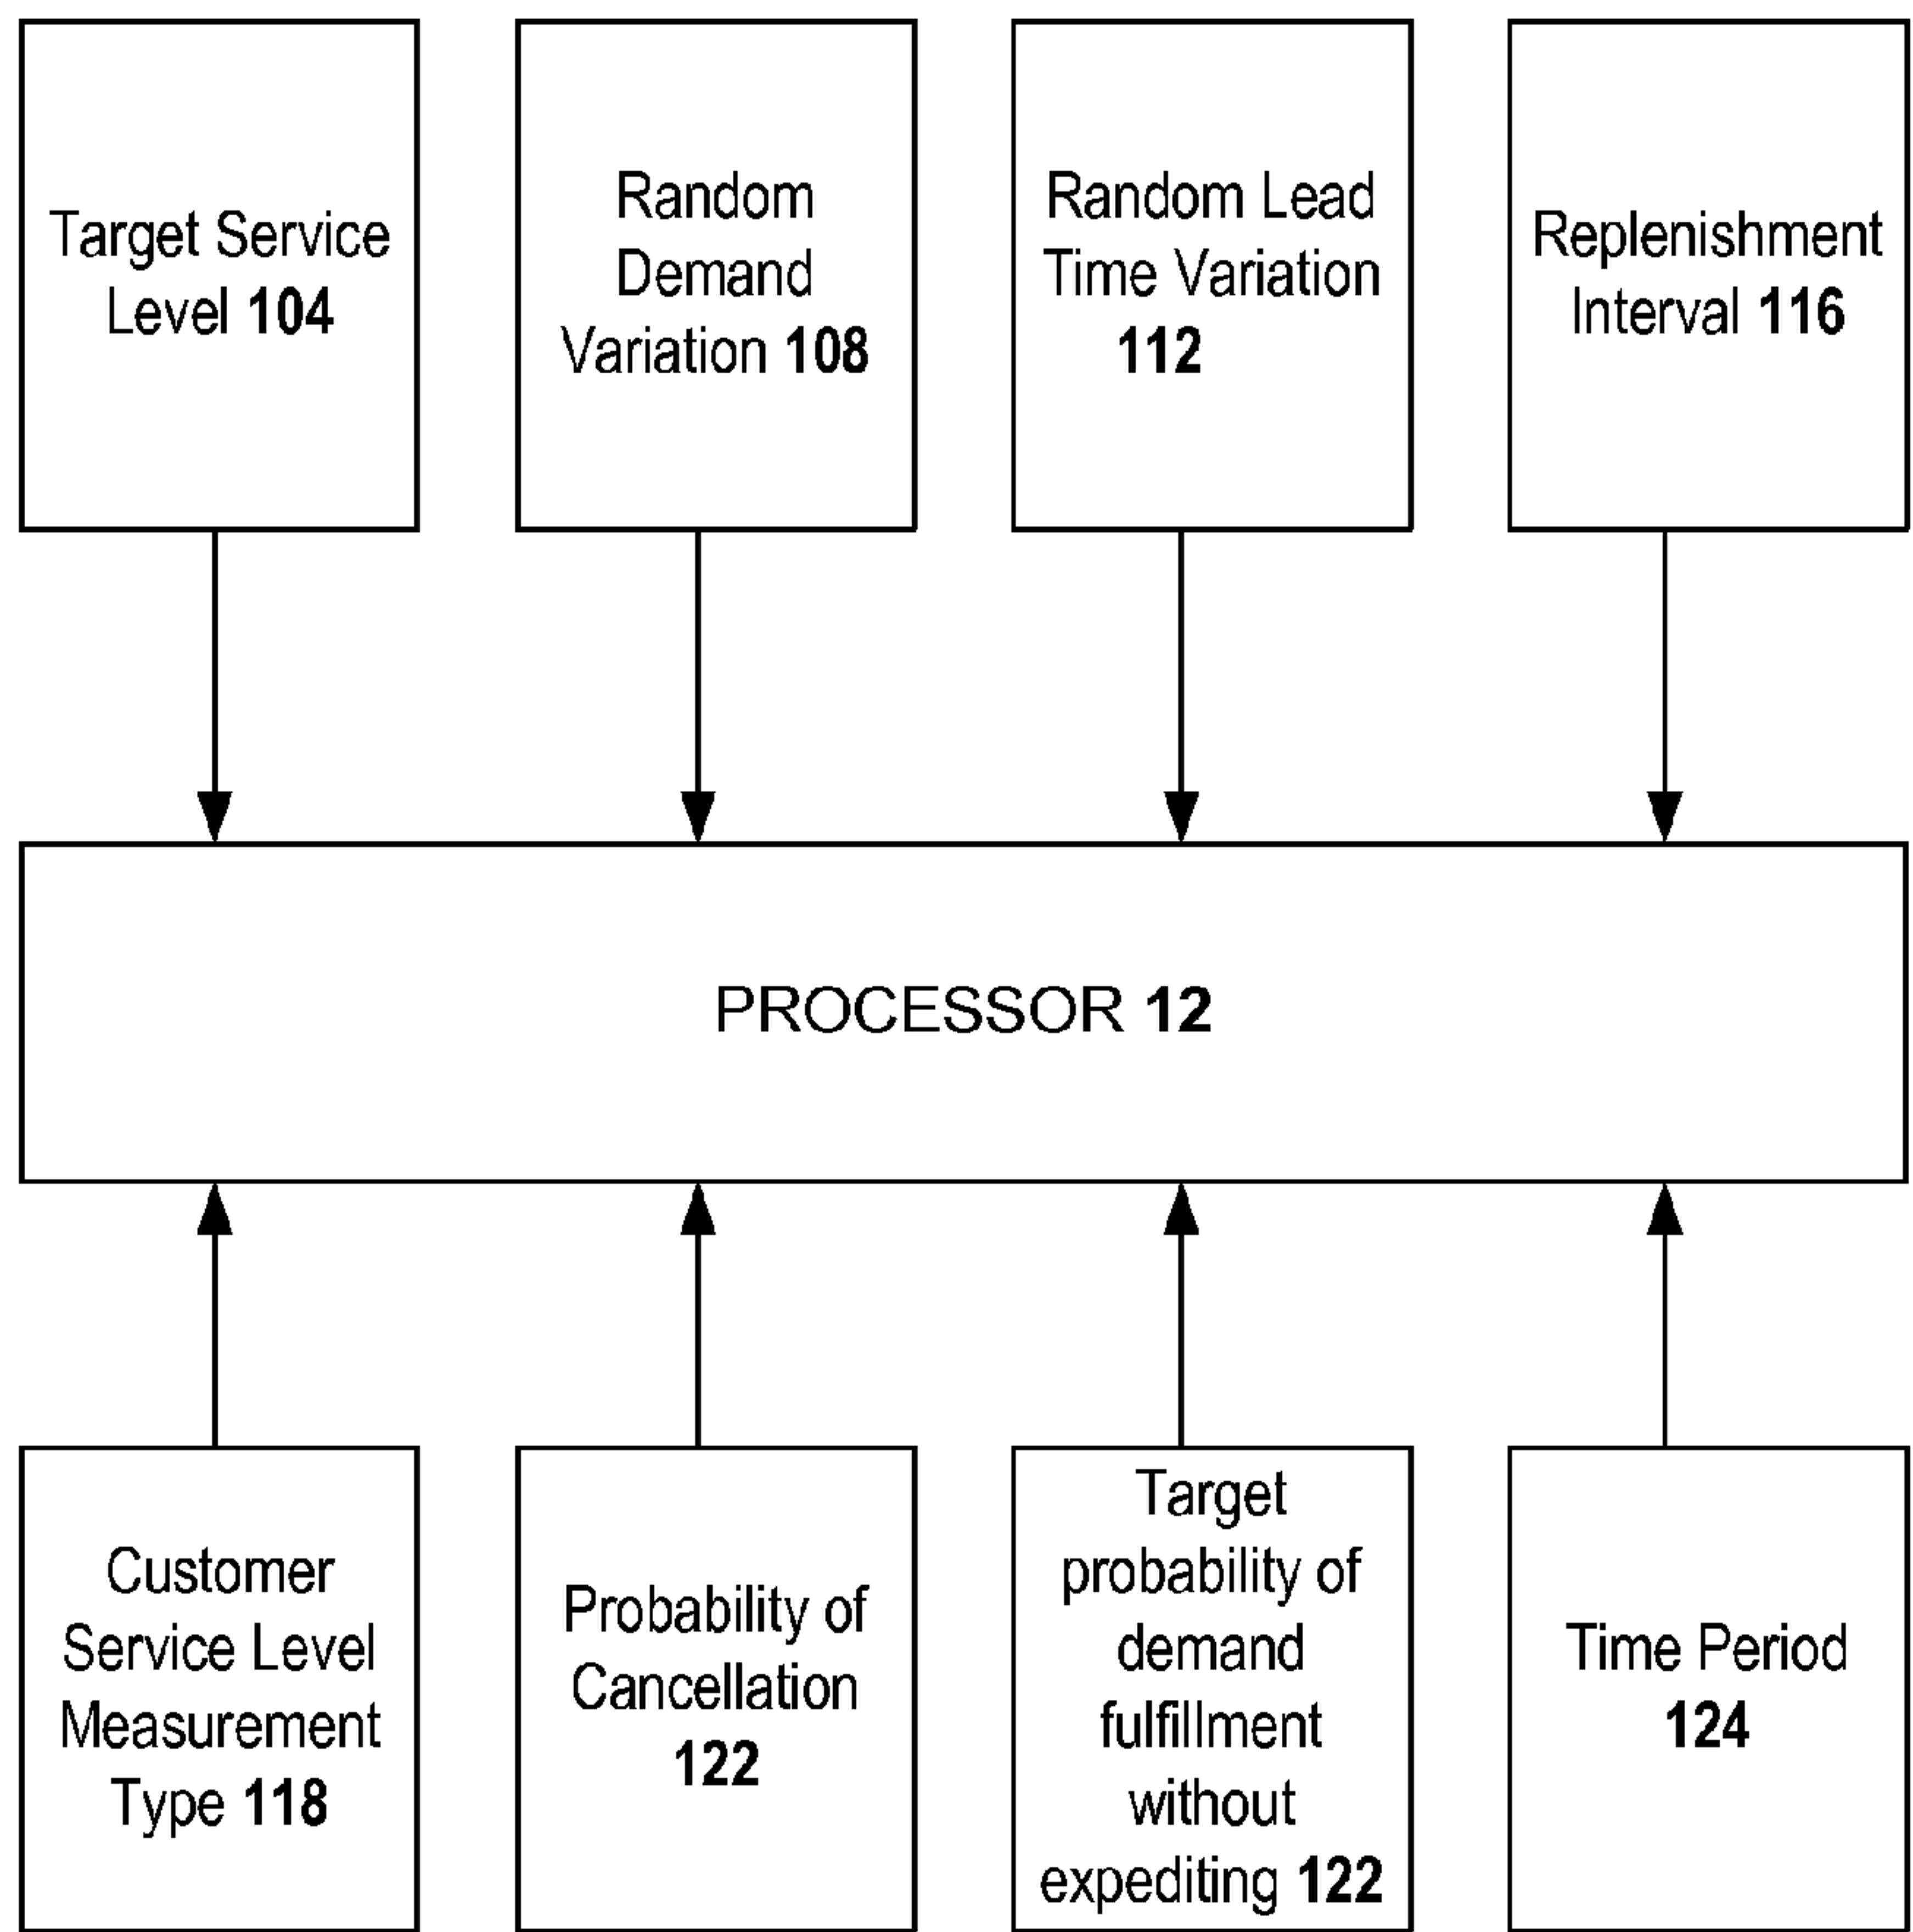 Target Service
Level 104
Random
Demand
Variation 108
Random Lead
Time Variation
112
Replenishment
Interval 116
PROCESSOR 12
Customer
Service Level
Measurement
Type 118
Probability of
Cancellation
122
Target
probability of
demand
fulfillment
without
expediting 122
Time Period
124